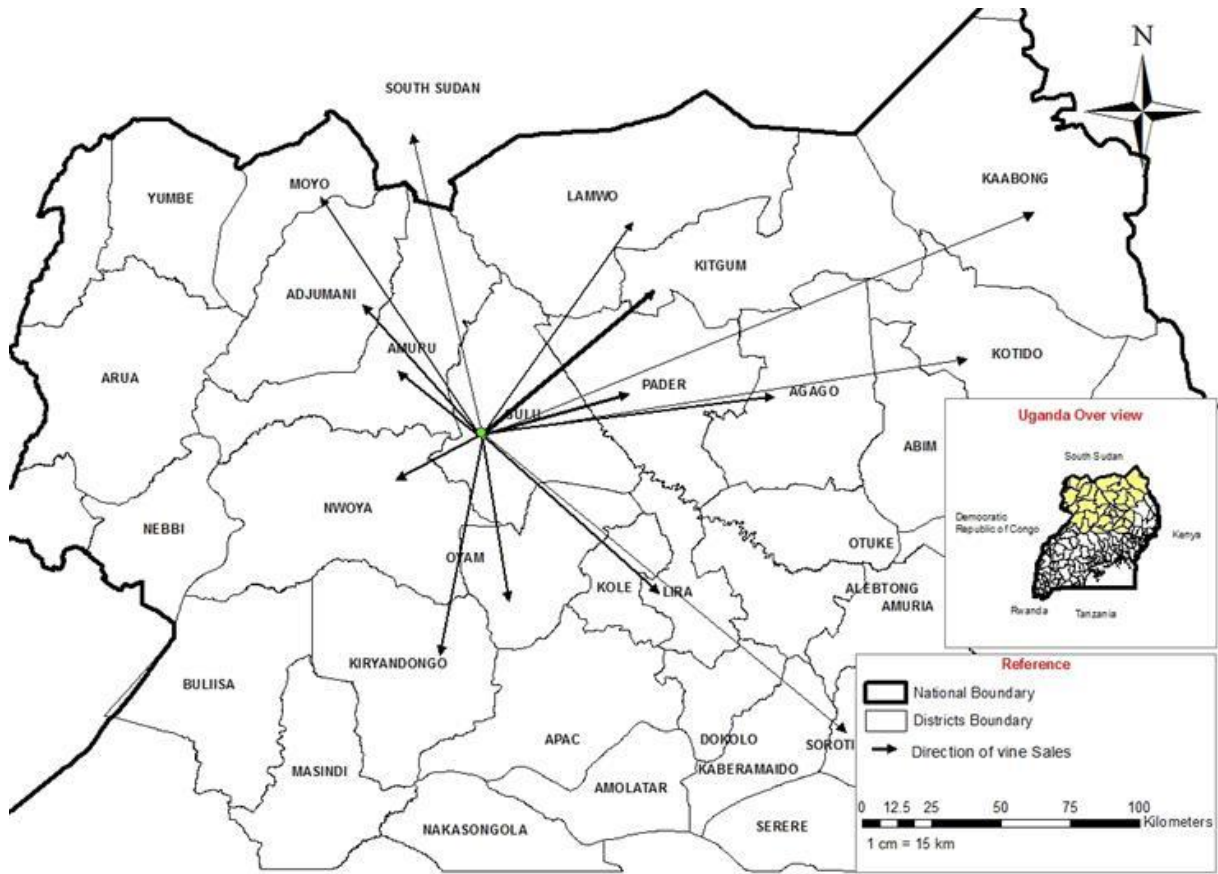 N
SOUTH SUDAN
KAABONG
MOYO
YUMBE
LAMWO
KITGUM
ADJUMANI
AMURU
KOTIDO
ARUA
PADER
AGAGO
GULU
ABIM
NWOYA
NEBBI
OTUKE
OYAM
KOLE
LIRA
ALEBTONG
AMURIA
KIRYANDONGO
BULIISA
APAC
DOKOLO
SOROTI
MASINDI
KABERAMAIDO
AMOLATAR
NAKASONGOLA
SERERE
Uganda Over view
South Sudan
Democratic
Republic of Congo
Kenya
Rwanda
Tanzania
Reference
National Boundary
Districts Boundary
Direction of vine Sales
0 12.5 25 50 75 100
Kilometers
1 cm = 15 km